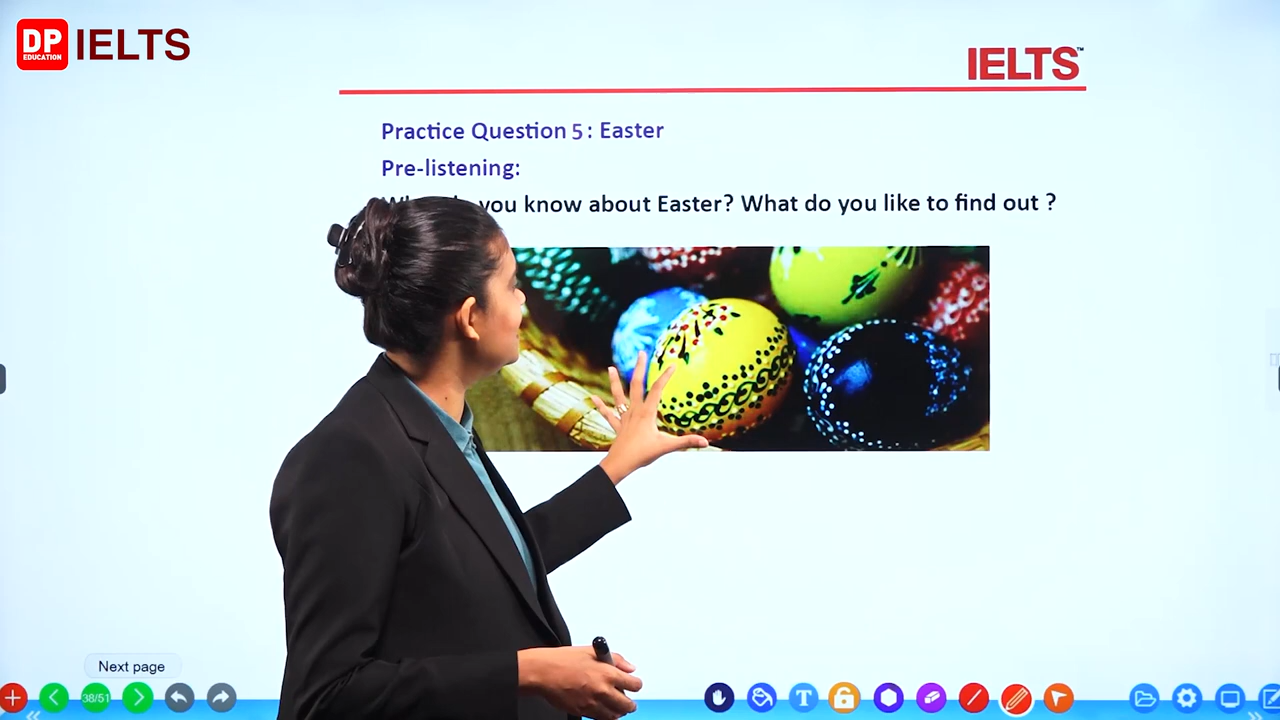 DP
EDUCATION
IELTS
IELTS™
Practice Question 5 : Easter
Pre-listening:
you know about Easter? What do you like to find out ?
Next page
38/51
T